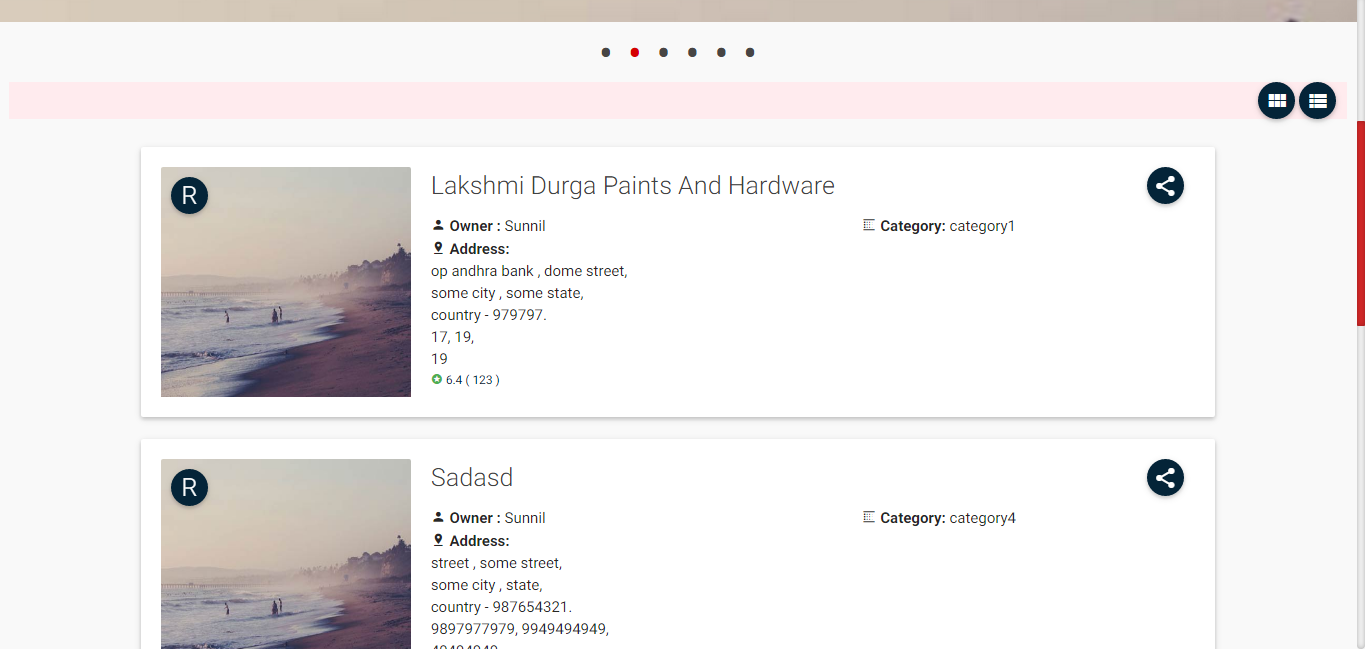 R
Lakshmi Durga Paints And Hardware
Owner : Sunnil
Category: category1
Address:
op andhra bank , dome street,
some city , some state,
country - 979797.
17, 19,
19
6.4 ( 123 )
R
Sadasd
Owner : Sunnil
Category: category4
Address:
street , some street,
some city , state,
country - 987654321.
9897977979, 9949494949,